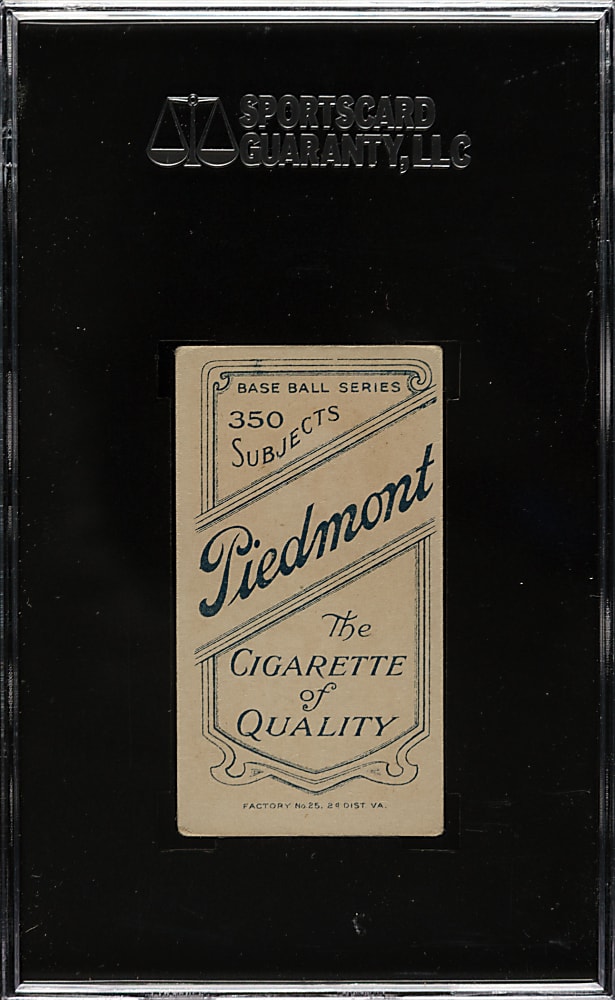 SPORTSCARD
GUARANTY, LLC
BASE BALL SERIES
350
SUBJECTS
Piedmont
The
CIGARETTE
of
QUALITY
FACTORY No 25, 2d DIST. VA.